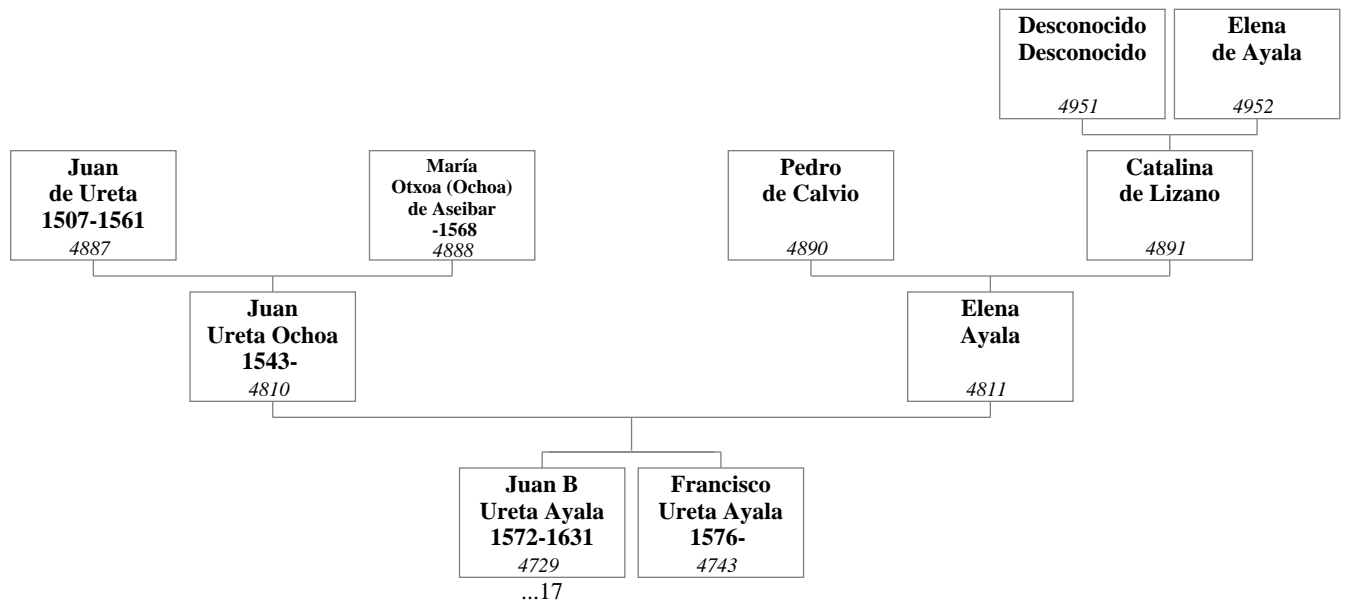 Desconocido
Desconocido
4951
Elena
de Ayala
4952
Juan
de Ureta
1507-1561
4887
María
Otxoa (Ochoa)
de Aseibar
-1568
4888
Pedro
de Calvio
4890
Catalina
de Lizano
4891
Juan
Ureta Ochoa
1543-
4810
Elena
Ayala
4811
Juan B
Ureta Ayala
1572-1631
4729
...17
Francisco
Ureta Ayala
1576-
4743